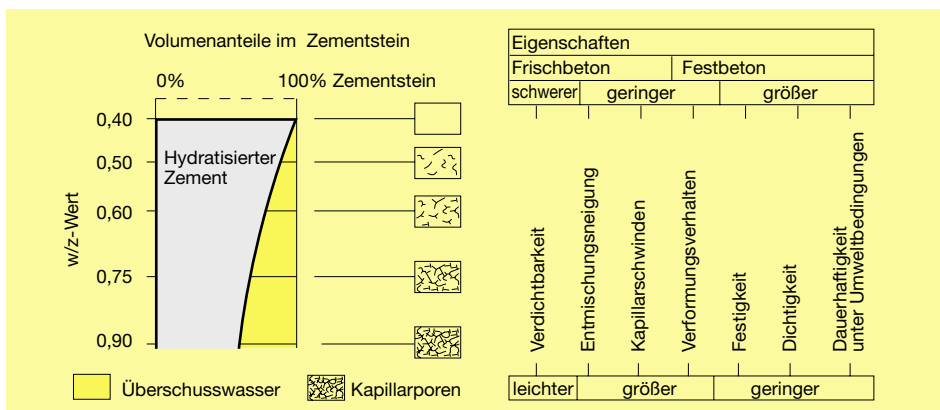 Volumenanteile im Zementstein
0%
100% Zementstein
w/z-Wert
0,40
0,50
0,60
0,75
0,90
Hydratisierter
Zement
Überschusswasser
Kapillarporen
Eigenschaften
Frischbeton
Festbeton
schwerer
geringer
größer
Verdichtbarkeit
Entmischungsneigung
Kapillarschwinden
Verformungsverhalten
Festigkeit
Dichtigkeit
Dauerhaftigkeit
unter Umweltbedingungen
leichter
größer
geringer